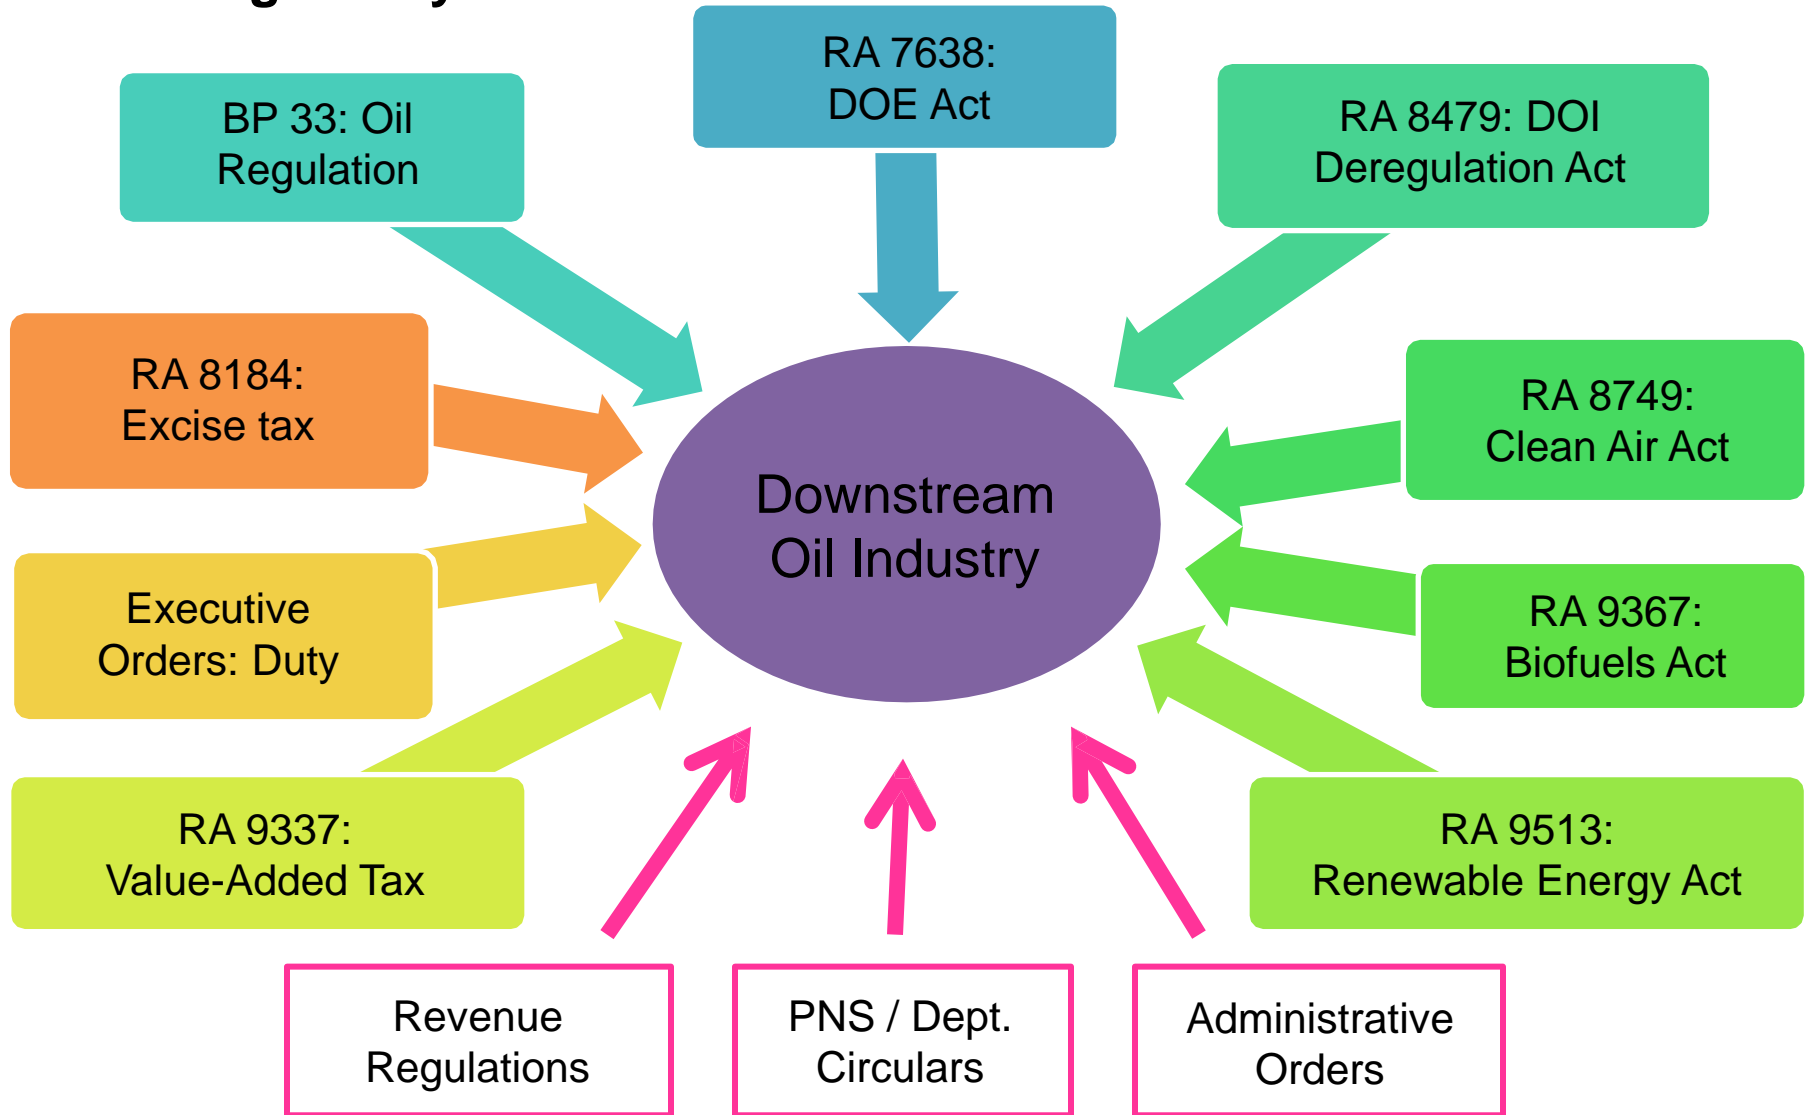 RA 7638:
DOE Act
BP 33: Oil
Regulation
RA 8479: DOI
Deregulation Act
RA 8184:
Excise tax
RA 8749:
Clean Air Act
Downstream
Oil Industry
Executive
Orders: Duty
RA 9367:
Biofuels Act
RA 9337:
Value-Added Tax
RA 9513:
Renewable Energy Act
Revenue
Regulations
PNS / Dept.
Circulars
Administrative
Orders